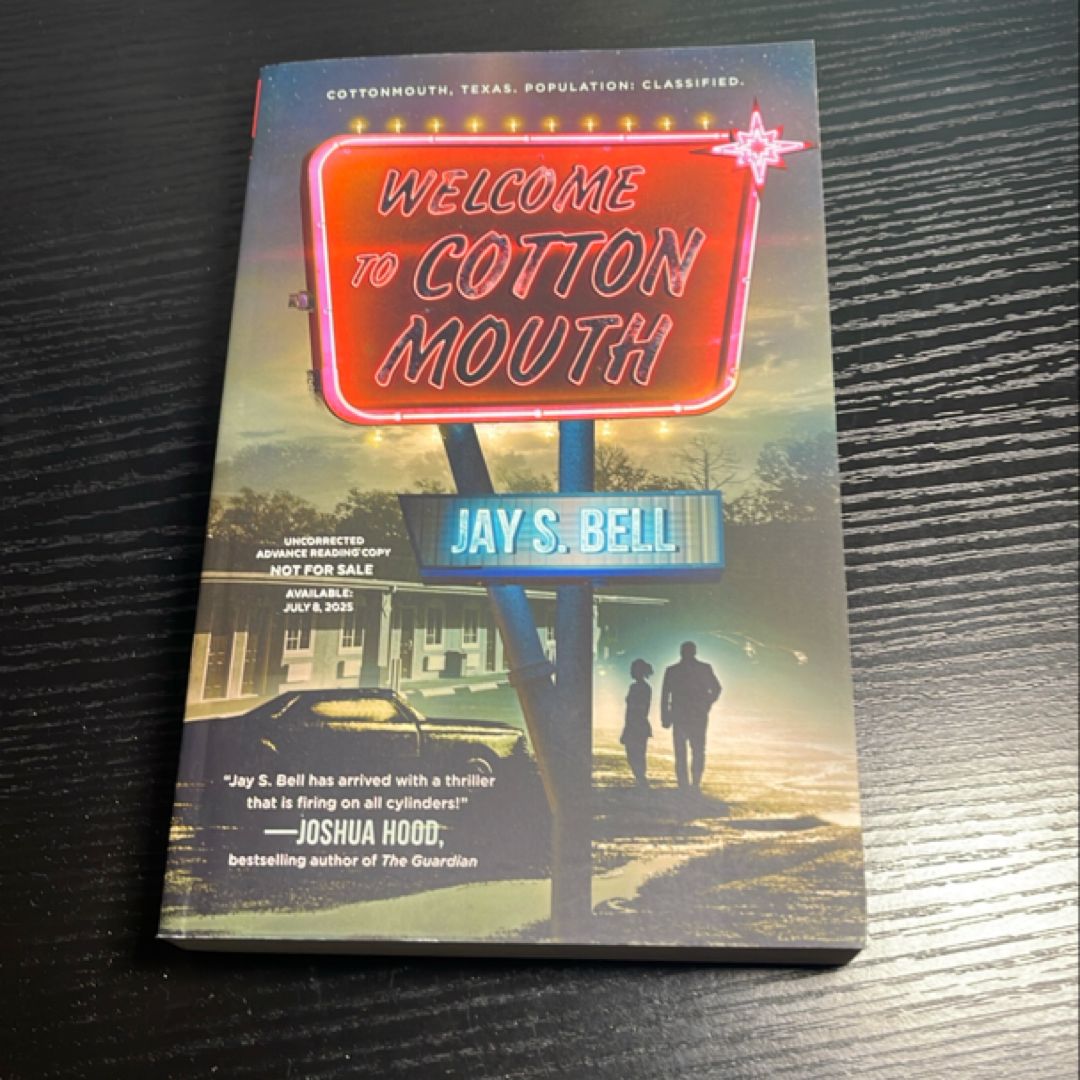 COTTONMOUTH, TEXAS. POPULATION: CLASSIFIED.
WELCOME
TO COTTON
MOUTH
JAY S. BELL
UNCORRECTED
ADVANCE READING COPY
NOT FOR SALE
AVAILABLE:
JULY 8, 2025
"Jay S. Bell has arrived with a thriller
that is firing on all cylinders!"
—JOSHUA HOOD,
bestselling author of The Guardian